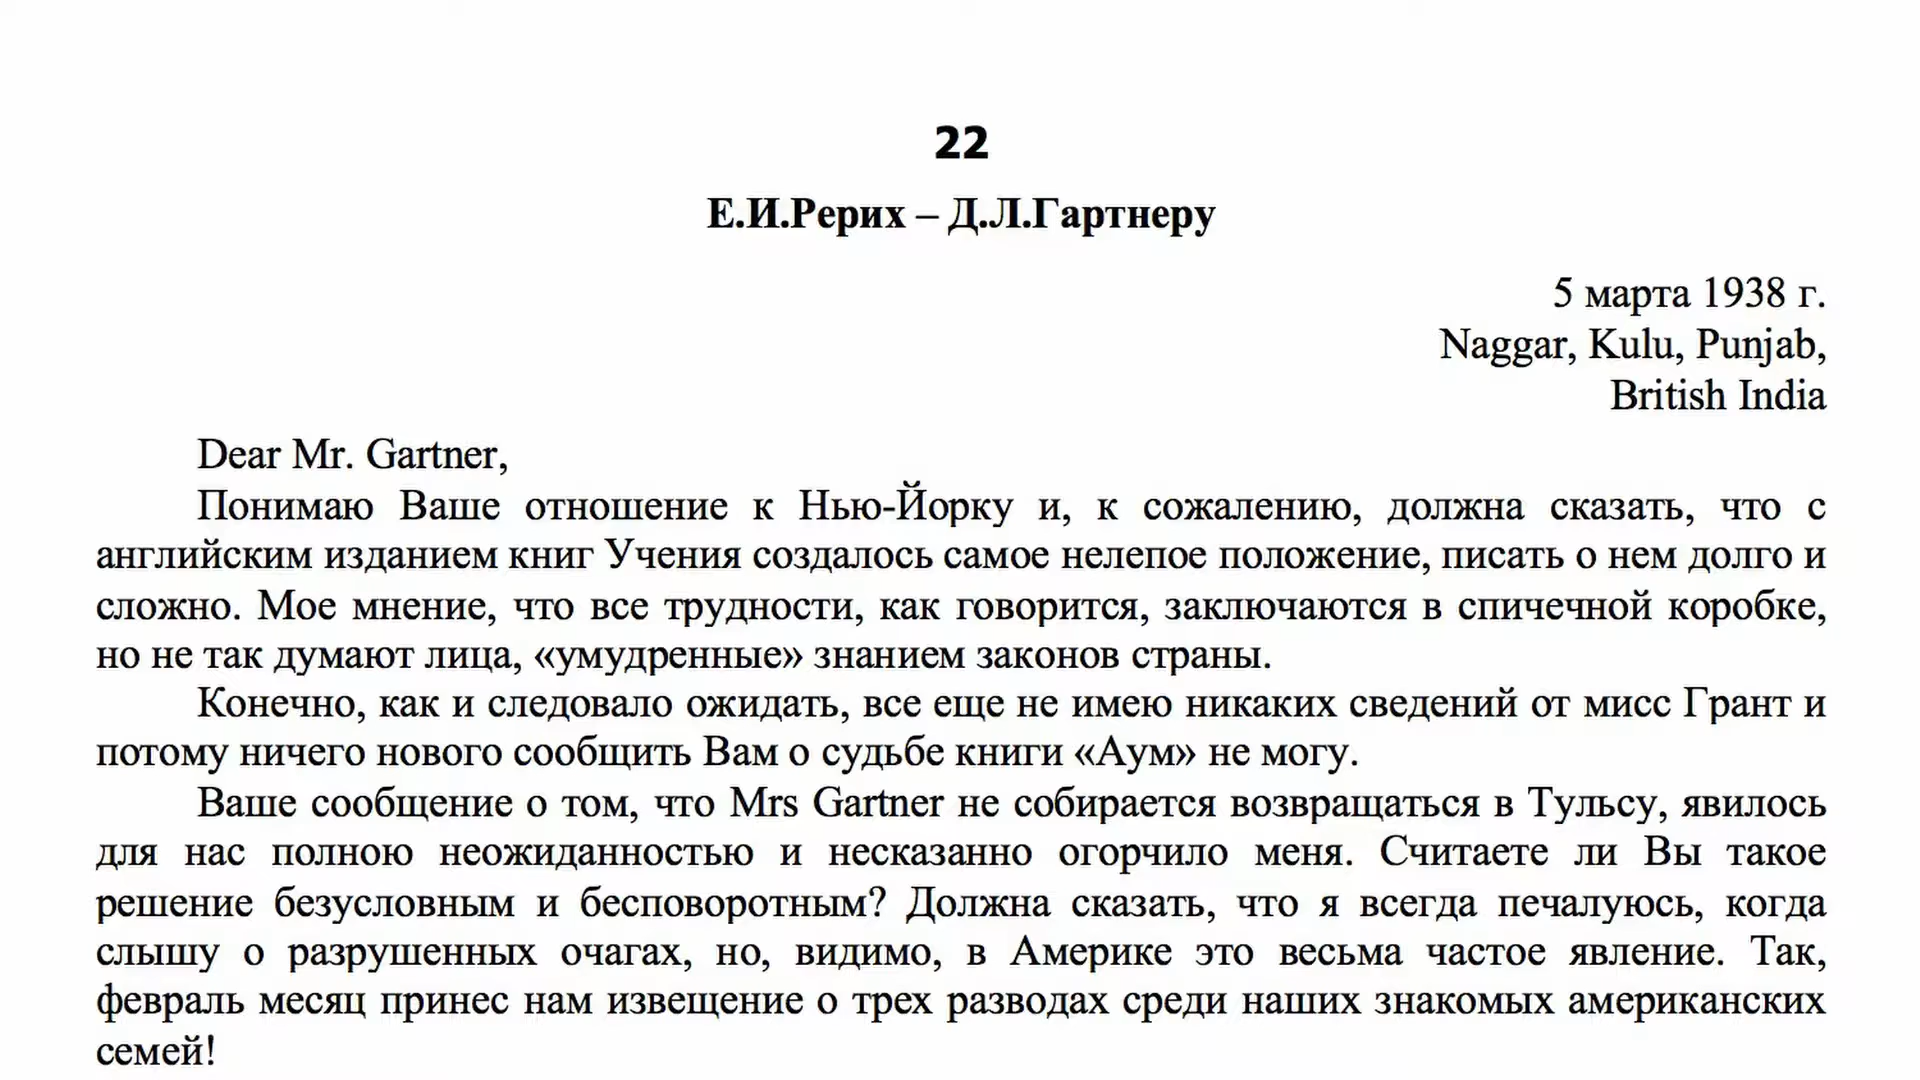 22
Е.И.Рерих – Д.Л.Гартнеру
5 марта 1938 г.
Naggar, Kulu, Punjab,
British India
Dear Mr. Gartner,
Понимаю Ваше отношение к Нью-Йорку и, к сожалению, должна сказать, что с
английским изданием книг Учения создалось самое нелепое положение, писать о нем долго и
сложно. Мое мнение, что все трудности, как говорится, заключаются в спичечной коробке,
но не так думают лица, «умудренные» знанием законов страны.
Конечно, как и следовало ожидать, все еще не имею никаких сведений от мисс Грант и
потому ничего нового сообщить Вам о судьбе книги «Аум» не могу.
Ваше сообщение о том, что Mrs Gartner не собирается возвращаться в Тульсу, явилось
для нас полною неожиданностью и несказанно огорчило меня. Считаете ли Вы такое
решение безусловным и бесповоротным? Должна сказать, что я всегда печалуюсь, когда
слышу о разрушенных очагах, но, видимо, в Америке это весьма частое явление. Так,
февраль месяц принес нам извещение о трех разводах среди наших знакомых американских
семей!